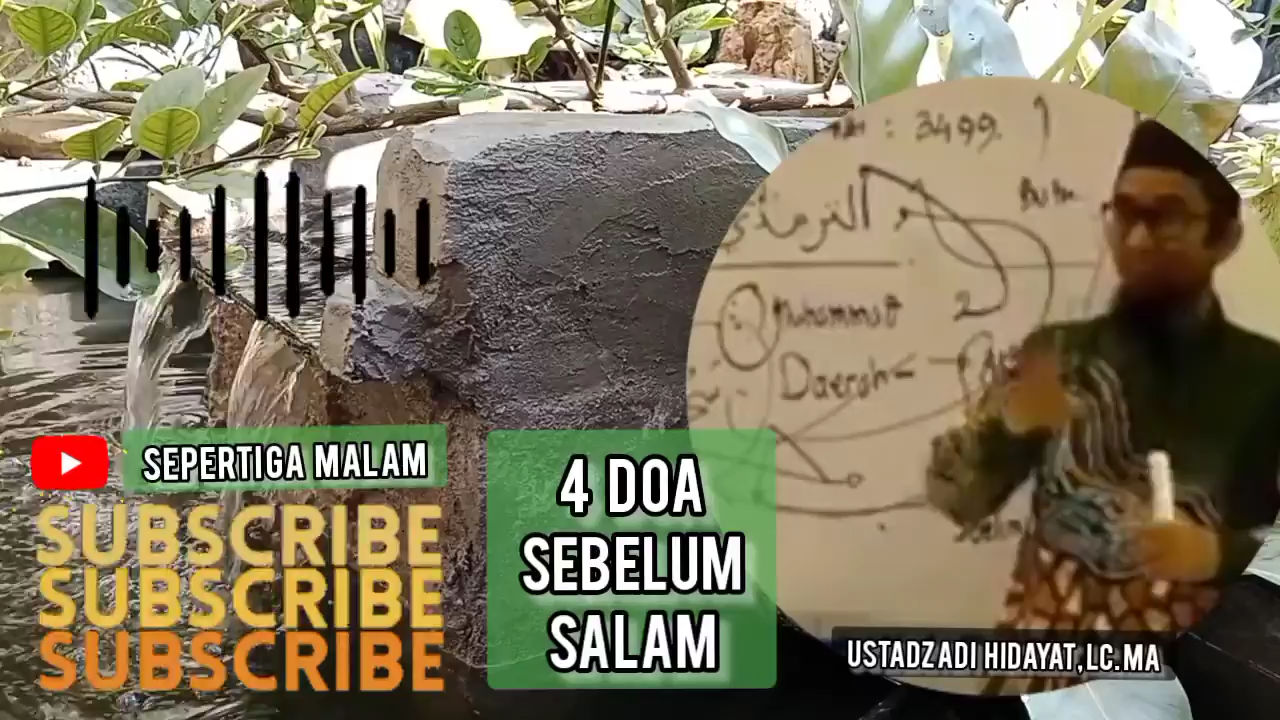 : 3499.
الترمذي
Muhammad
Daerah
SEPERTIGA MALAM
SUBSCRIBE
SUBSCRIBE
SUBSCRIBE
4 DOA
SEBELUM
SALAM
USTADZ ADI HIDAYAT, LC.MA